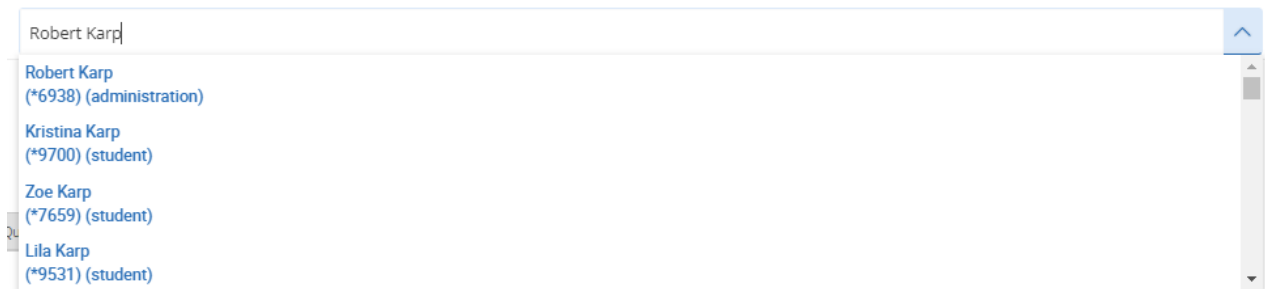 Robert Karp
Robert Karp
(*6938) (administration)
Kristina Karp
(*9700) (student)
Zoe Karp
(*7659) (student)
Lila Karp
(*9531) (student)